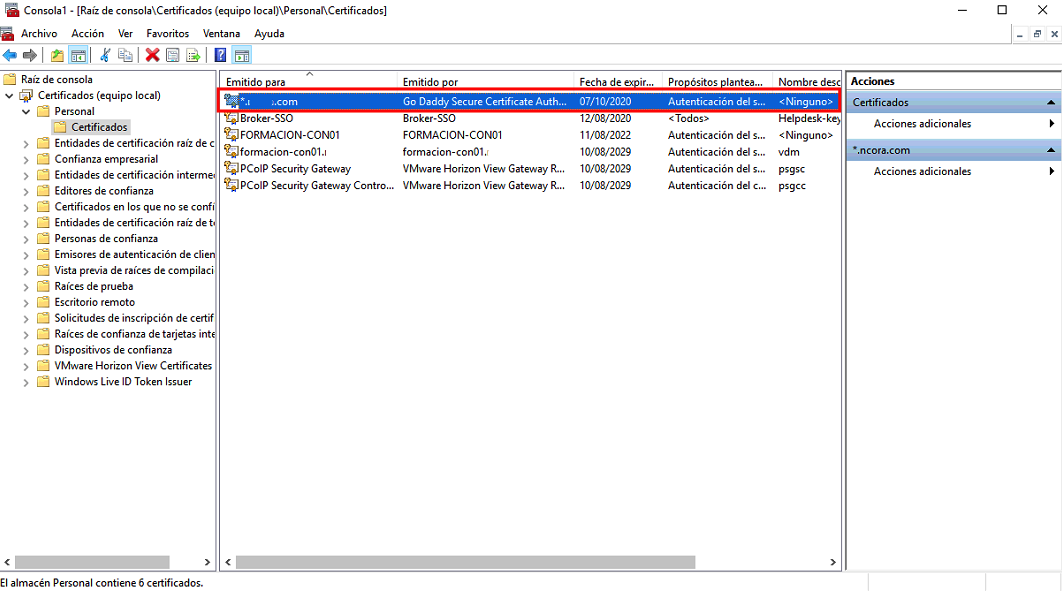 Consola1 - [Raíz de consola\Certificados (equipo local)\Personal\Certificados]
Archivo Acción Ver Favoritos Ventana Ayuda
Raíz de consola
Certificados (equipo local)
Personal
Certificados
Entidades de certificación raíz de c
Confianza empresarial
Entidades de certificación interme
Editores de confianza
Certificados en los que no se confí
Entidades de certificación raíz de t
Personas de confianza
Emisores de autenticación de clien
Vista previa de raíces de compilaci
Raíces de prueba
Escritorio remoto
Solicitudes de inscripción de certif
Raíces de confianza de tarjetas inte
Dispositivos de confianza
VMware Horizon View Certificates
Windows Live ID Token Issuer
Emitido para Emitido por Fecha de expir... Propósitos plantea... Nombre desc
.com Go Daddy Secure Certificate Auth... 07/10/2020 Autenticación del s... <Ninguno>
Broker-SSO Broker-SSO 12/08/2020 <Todos> Helpdesk-key
FORMACION-CON01 FORMACION-CON01 11/08/2022 Autenticación del s... <Ninguno>
formacion-con01. formacion-con01. 10/08/2029 Autenticación del s... vdm
PCoIP Security Gateway VMware Horizon View Gateway R... 10/08/2029 Autenticación del s... psgsc
PCoIP Security Gateway Contro... VMware Horizon View Gateway R... 10/08/2029 Autenticación del c... psgcc
Acciones
Certificados
Acciones adicionales
*.ncora.com
Acciones adicionales
El almacén Personal contiene 6 certificados.